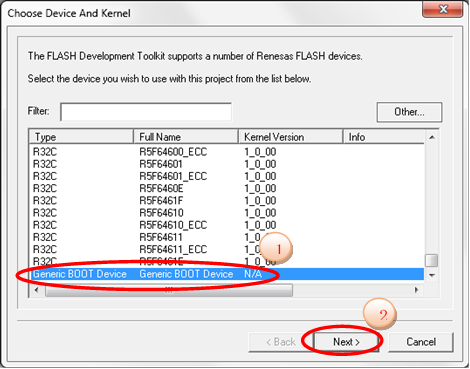 Choose Device And Kernel
The FLASH Development Toolkit supports a number of Renesas FLASH devices.
Select the device you wish to use with this project from the list below.
Filter:
Other...
Type Full Name Kernel Version Info
R32C R5F64600_ECC 1_0_00
R32C R5F64601 1_0_00
R32C R5F64601_ECC 1_0_00
R32C R5F6460E 1_0_00
R32C R5F6461F 1_0_00
R32C R5F64610 1_0_00
R32C R5F64610_ECC 1_0_00
R32C R5F64611 1_0_00
R32C R5F64611_ECC 1_0_00
R32C R5F6461E 1_0_00
1
Generic BOOT Device Generic BOOT Device N/A
2
< Back Next > Cancel